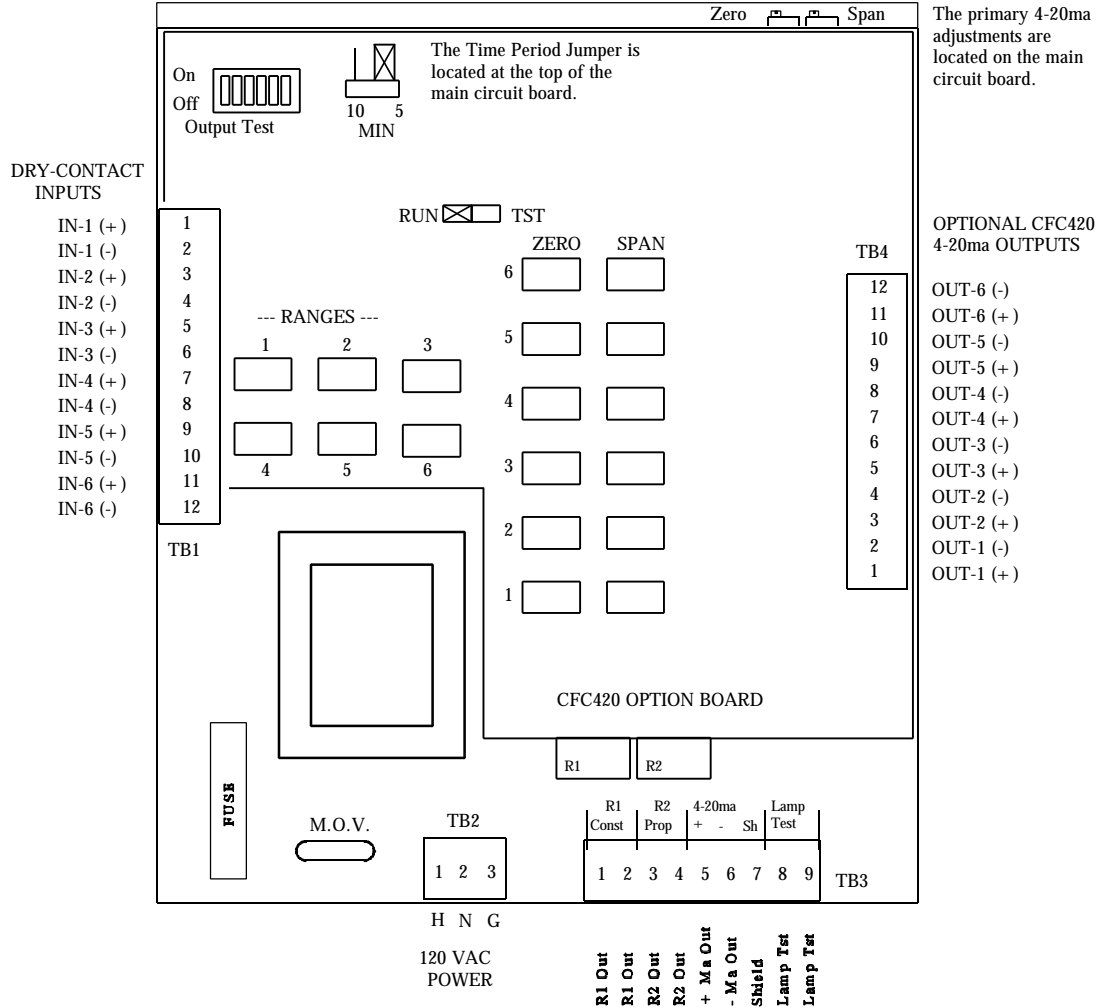 Zero Span
The primary 4-20ma
adjustments are
located on the main
circuit board.
The Time Period Jumper is
located at the top of the
main circuit board.
On
Off
Output Test
10 5
MIN
DRY-CONTACT
INPUTS
IN-1 (+)
IN-1 (-)
IN-2 (+)
IN-2 (-)
IN-3 (+)
IN-3 (-)
IN-4 (+)
IN-4 (-)
IN-5 (+)
IN-5 (-)
IN-6 (+)
IN-6 (-)
1
2
3
4
5
6
7
8
9
10
11
12
TB1
RUN TST
--- RANGES ---
1 2 3
4 5 6
ZERO SPAN
6
5
4
3
2
1
TB4
12
11
10
9
8
7
6
5
4
3
2
1
OPTIONAL CFC420
4-20ma OUTPUTS
OUT-6 (-)
OUT-6 (+)
OUT-5 (-)
OUT-5 (+)
OUT-4 (-)
OUT-4 (+)
OUT-3 (-)
OUT-3 (+)
OUT-2 (-)
OUT-2 (+)
OUT-1 (-)
OUT-1 (+)
CFC420 OPTION BOARD
R1 R2
FUSE
M.O.V.
TB2
1 2 3
H N G
120 VAC
POWER
R1 R2 4-20ma Lamp
Const Prop + - Sh Test
1 2 3 4 5 6 7 8 9
TB3
R1 Out
R1 Out
R2 Out
R2 Out
+ Ma Out
- Ma Out
Shield
Lamp Tst
Lamp Tst